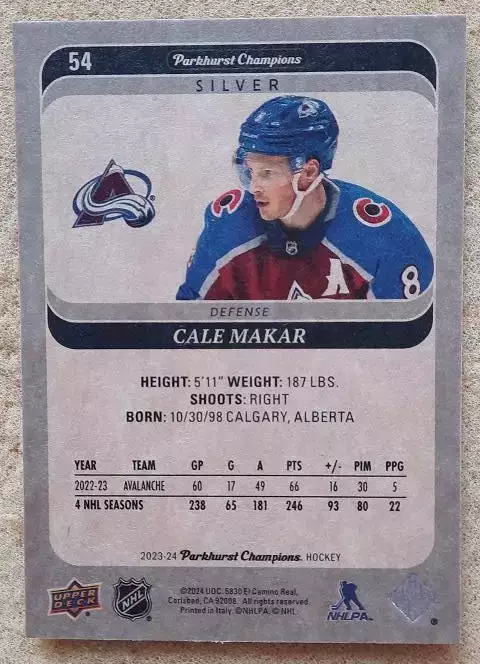 54 Parkhurst Champions
SILVER
8
A
8
DEFENSE
CALE MAKAR
HEIGHT: 5'11" WEIGHT: 187 LBS.
SHOOTS: RIGHT
BORN: 10/30/98 CALGARY, ALBERTA
YEAR TEAM GP G A PTS +/- PIM PPG
2022-23 AVALANCHE 60 17 49 66 16 30 5
4 NHL SEASONS 238 65 181 246 93 80 22
2023-24 Parkhurst Champions. HOCKEY
UPPER DECK
NHL
©2024 UDC. 5830 El Camino Real,
Carlsbad, CA 92008. All rights reserved.
Printed in Italy. ©NHLPA. © NHL.
NHLPA